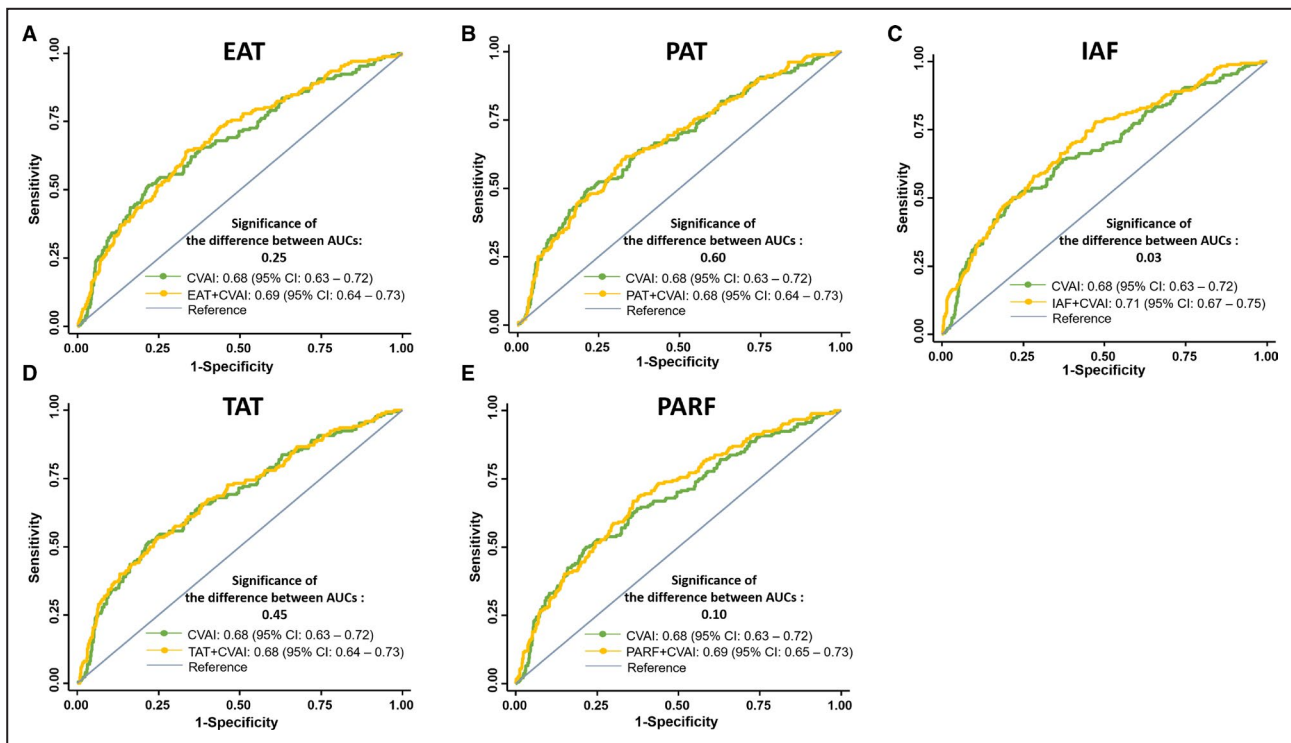 A
EAT
Sensitivity
1.00
0.75
0.50
0.25
0.00
Significance of
the difference between AUCs:
0.25
CVAI: 0.68 (95% CI: 0.63 – 0.72)
EAT+CVAI: 0.69 (95% CI: 0.64 – 0.73)
Reference
0.00 0.25 0.50 0.75 1.00
1-Specificity
B
PAT
Sensitivity
1.00
0.75
0.50
0.25
0.00
Significance of
the difference between AUCs :
0.60
CVAI: 0.68 (95% CI: 0.63 – 0.72)
PAT+CVAI: 0.68 (95% CI: 0.64 – 0.73)
Reference
0.00 0.25 0.50 0.75 1.00
1-Specificity
C
IAF
Sensitivity
1.00
0.75
0.50
0.25
0.00
Significance of
the difference between AUCs :
0.03
CVAI: 0.68 (95% CI: 0.63 – 0.72)
IAF+CVAI: 0.71 (95% CI: 0.67 – 0.75)
Reference
0.00 0.25 0.50 0.75 1.00
1-Specificity
D
TAT
Sensitivity
1.00
0.75
0.50
0.25
0.00
Significance of
the difference between AUCs :
0.45
CVAI: 0.68 (95% CI: 0.63 – 0.72)
TAT+CVAI: 0.68 (95% CI: 0.64 – 0.73)
Reference
0.00 0.25 0.50 0.75 1.00
1-Specificity
E
PARF
Sensitivity
1.00
0.75
0.50
0.25
0.00
Significance of
the difference between AUCs :
0.10
CVAI: 0.68 (95% CI: 0.63 – 0.72)
PARF+CVAI: 0.69 (95% CI: 0.65 – 0.73)
Reference
0.00 0.25 0.50 0.75 1.00
1-Specificity